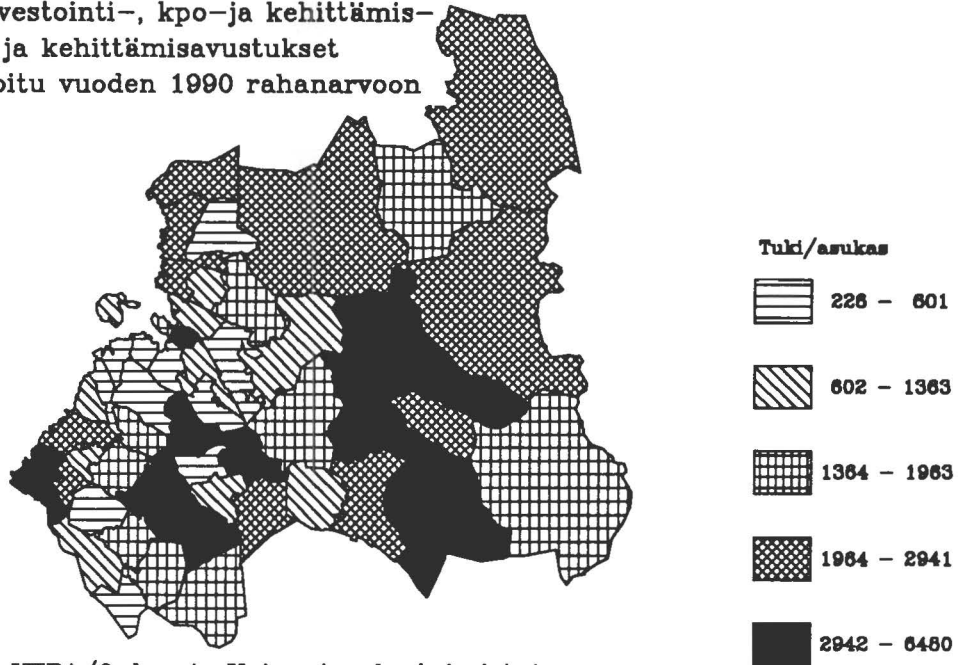 vestointi-, kpo-ja kehittämis-
ja kehittämisavustukset
oitu vuoden 1990 rahanarvoon
Tuki/asukas
226 - 601
602 - 1363
1364 - 1963
1964 - 2941
2942 - 6480